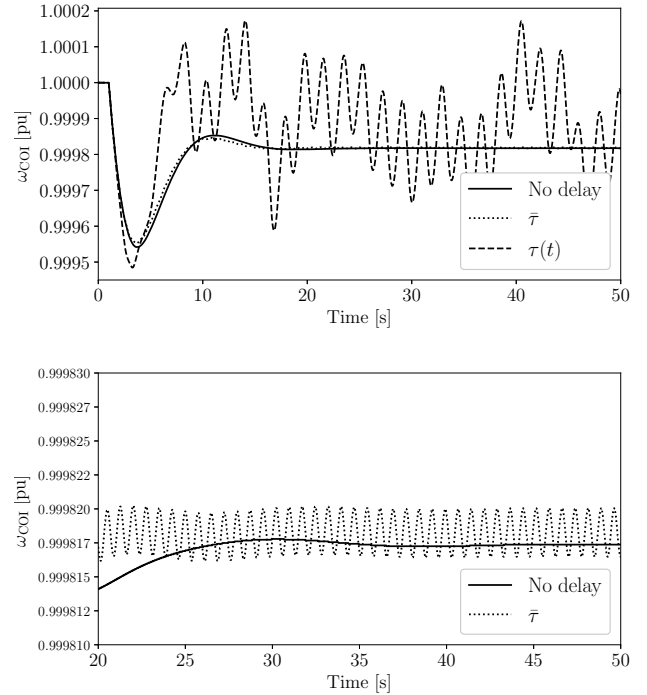 1.0002
1.0001
1.0000
0.9999
0.9998
0.9997
0.9996
0.9995
ω_COI [pu]
0 10 20 30 40 50
Time [s]
No delay
τ̄
τ(t)
0.999830
0.999827
0.999825
0.999822
0.999820
0.999817
0.999815
0.999812
0.999810
ω_COI [pu]
20 25 30 35 40 45 50
Time [s]
No delay
τ̄